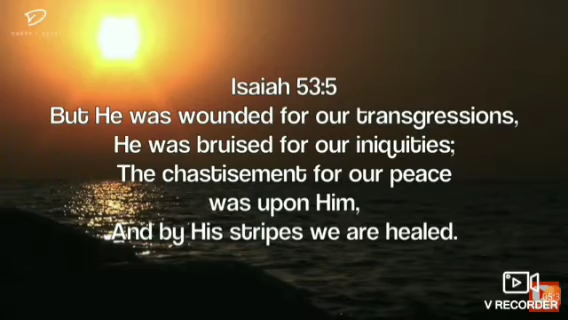 Isaiah 53:5
But He was wounded for our transgressions,
He was bruised for our iniquities;
The chastisement for our peace
was upon Him,
And by His stripes we are healed.
V RECORDER